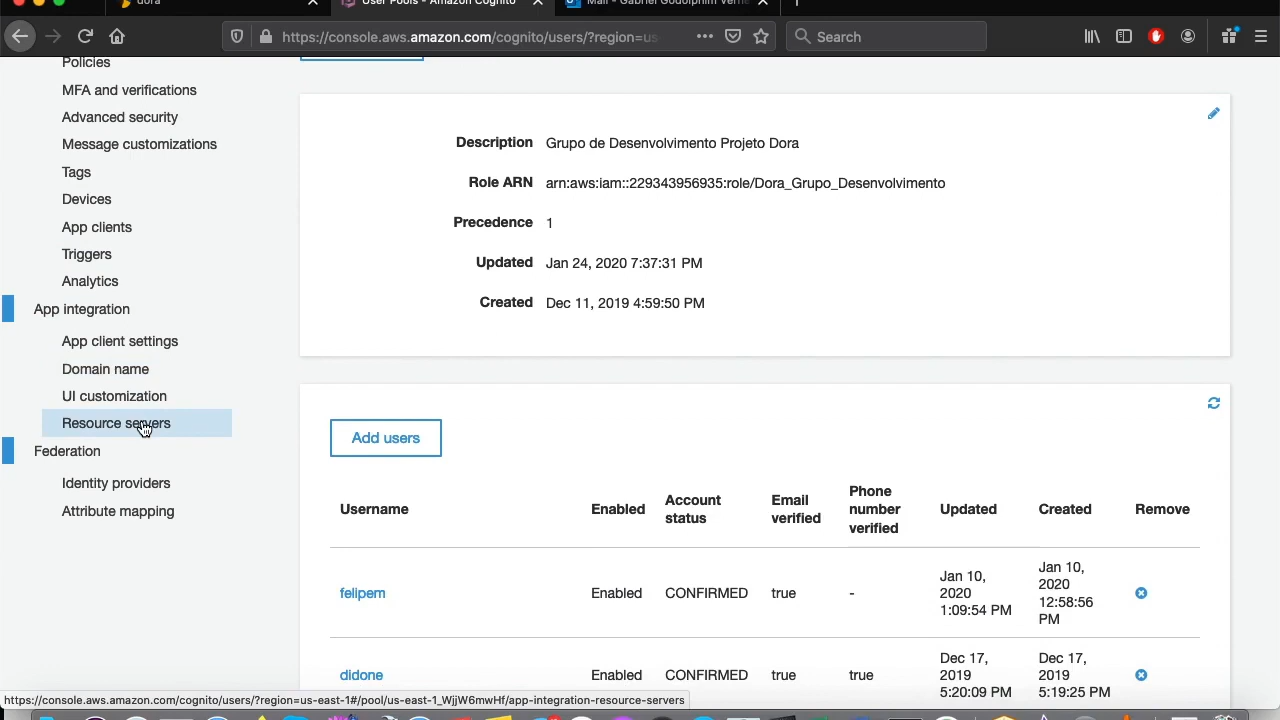 dora
User Pools - Amazon Cognito
Mail - Gabriel Godolphim Verne
https://console.aws.amazon.com/cognito/users/?region=us-
Search
Policies
MFA and verifications
Advanced security
Message customizations
Tags
Devices
App clients
Triggers
Analytics
App integration
App client settings
Domain name
UI customization
Resource servers
Federation
Identity providers
Attribute mapping
Description Grupo de Desenvolvimento Projeto Dora
Role ARN arn:aws:iam::229343956935:role/Dora_Grupo_Desenvolvimento
Precedence 1
Updated Jan 24, 2020 7:37:31 PM
Created Dec 11, 2019 4:59:50 PM
Add users
Username Enabled Account status Email verified Phone number verified Updated Created Remove
felipem Enabled CONFIRMED true - Jan 10, 2020 1:09:54 PM Jan 10, 2020 12:58:56 PM
didone Enabled CONFIRMED true true Dec 17, 2019 5:20:09 PM Dec 17, 2019 5:19:25 PM
https://console.aws.amazon.com/cognito/users/?region=us-east-1#/pool/us-east-1_WjjW6mwHf/app-integration-resource-servers